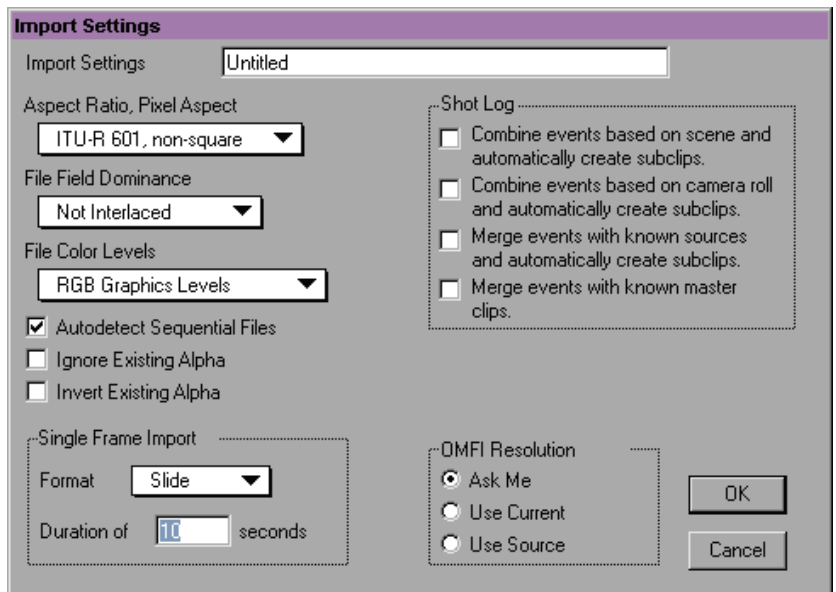 Import Settings
Import Settings
Untitled
Aspect Ratio, Pixel Aspect
ITU-R 601, non-square
File Field Dominance
Not Interlaced
File Color Levels
RGB Graphics Levels
Autodetect Sequential Files
Ignore Existing Alpha
Invert Existing Alpha
Single Frame Import
Format
Slide
Duration of 10 seconds
Shot Log
Combine events based on scene and
automatically create subclips.
Combine events based on camera roll
and automatically create subclips.
Merge events with known sources
and automatically create subclips.
Merge events with known master
clips.
OMFI Resolution
Ask Me
Use Current
Use Source
OK
Cancel